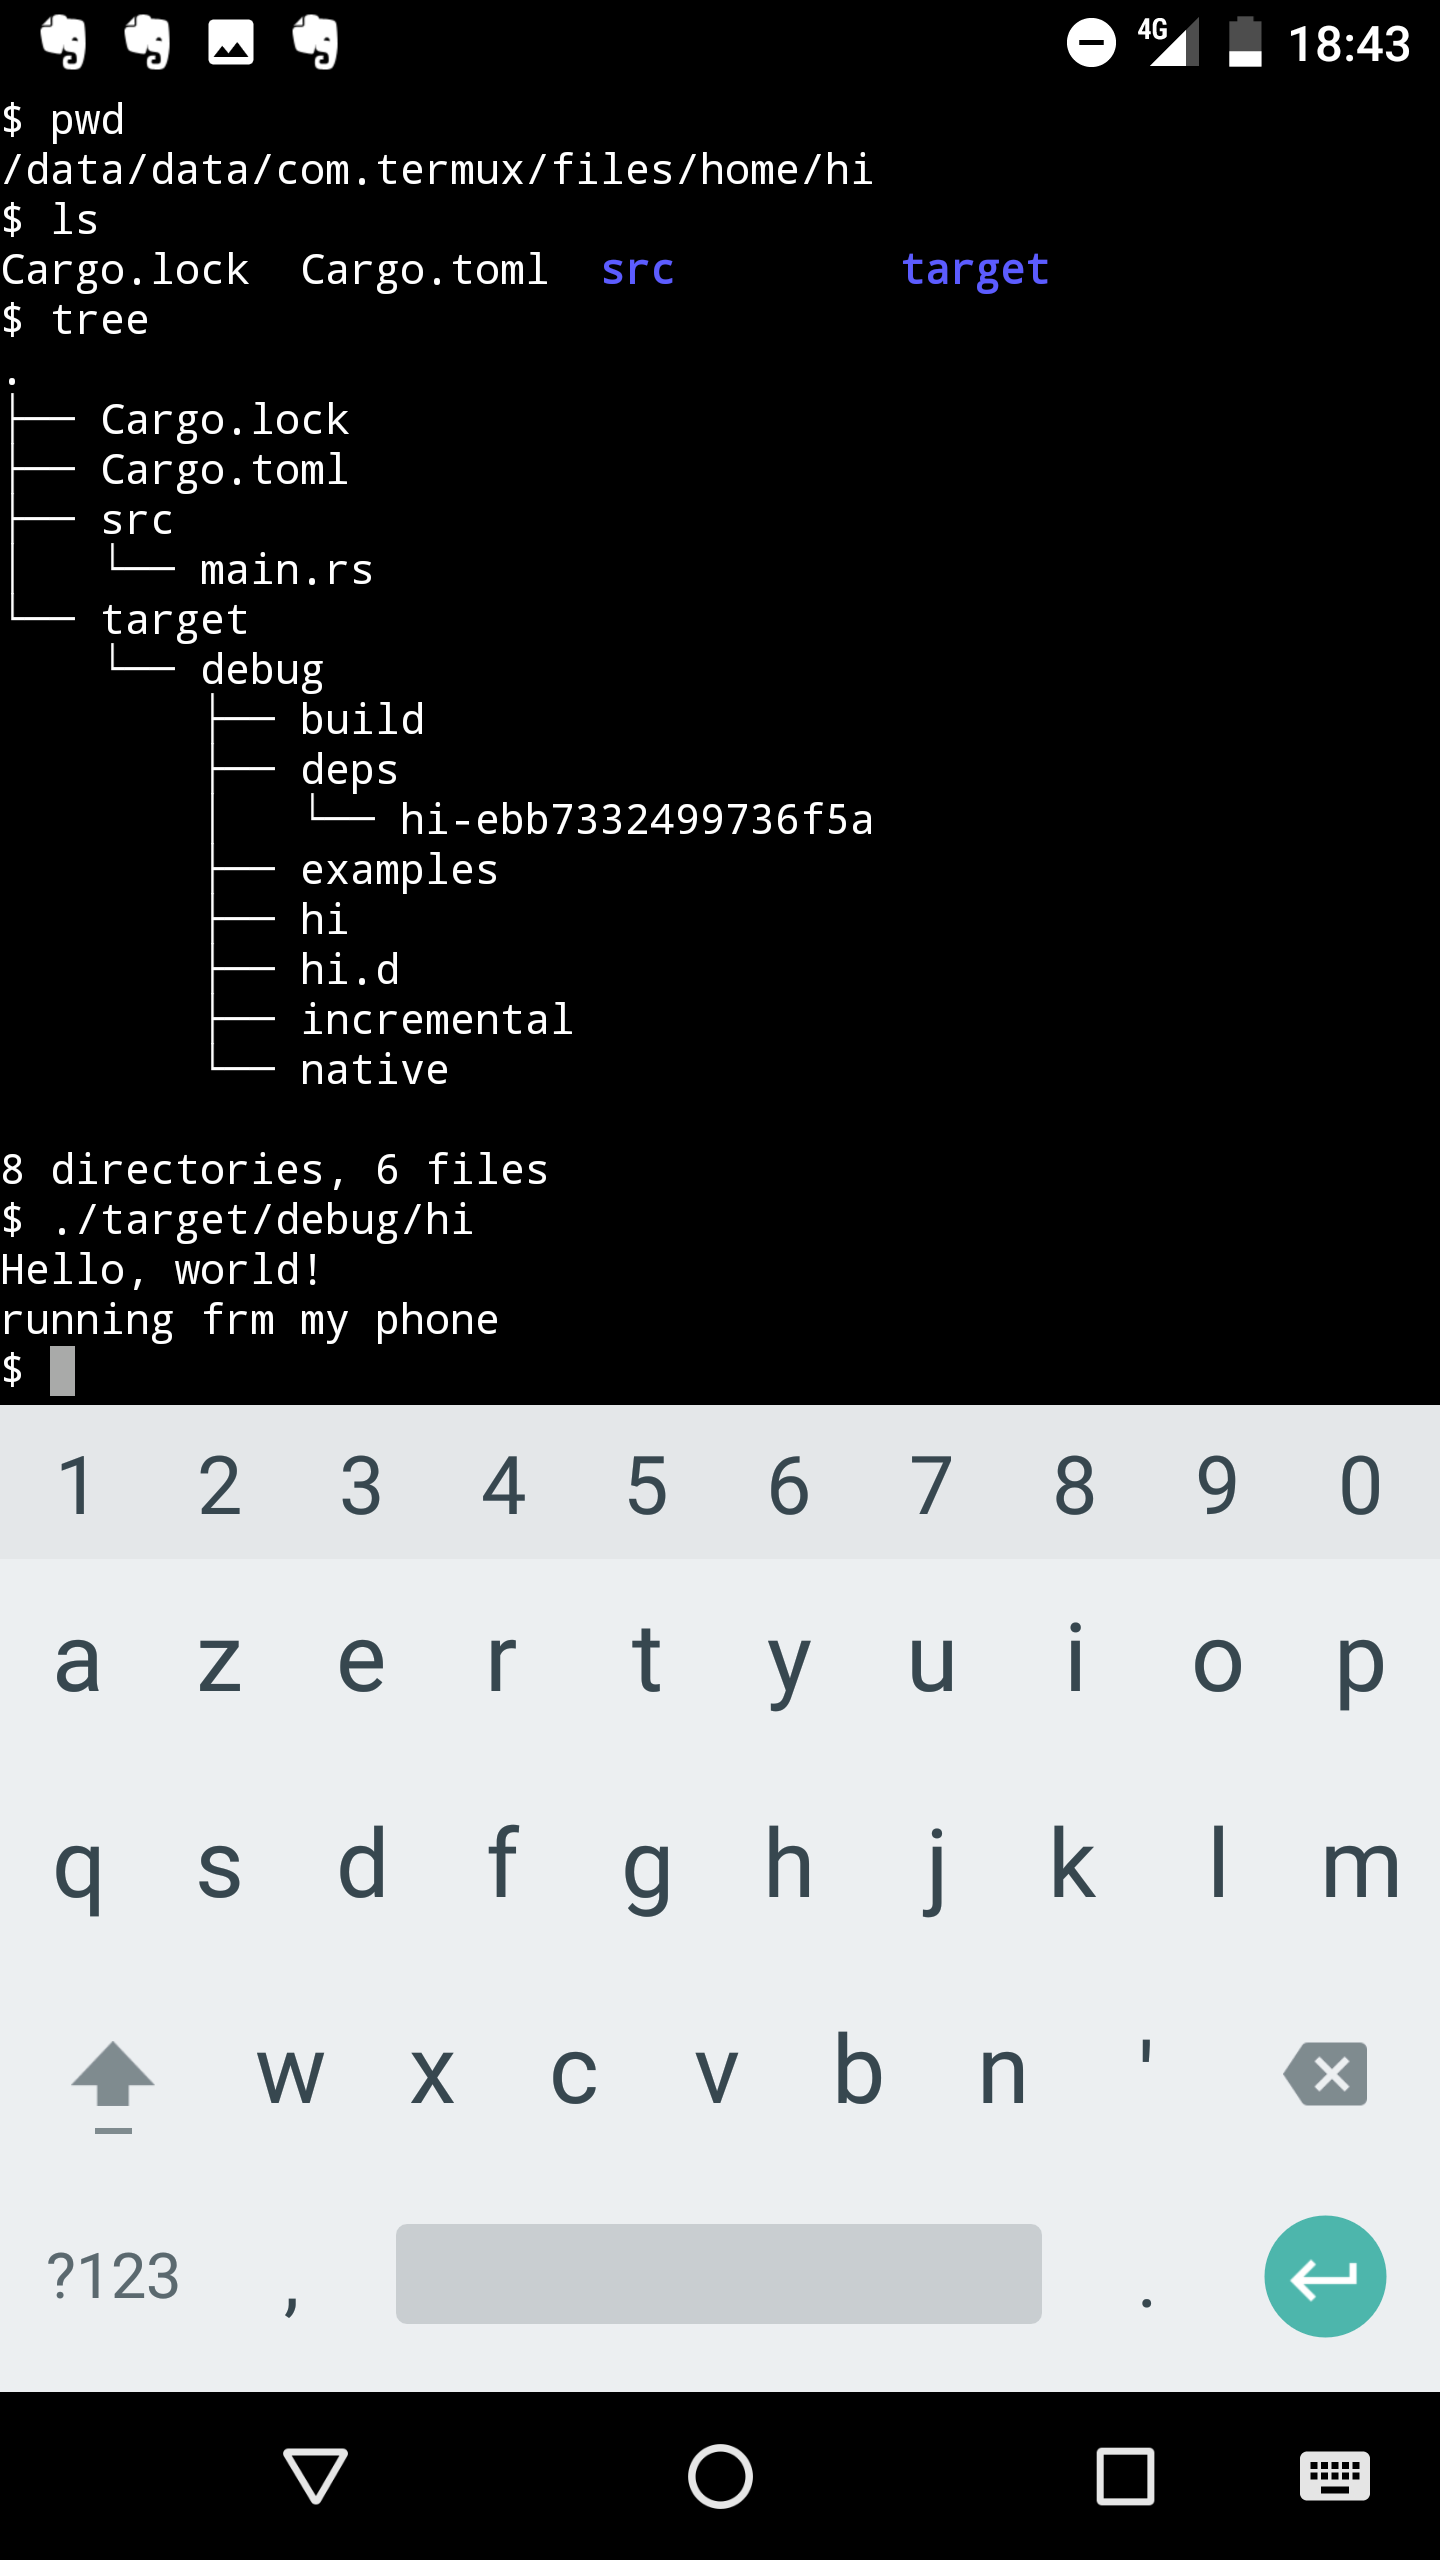 4G 18:43
$ pwd
/data/data/com.termux/files/home/hi
$ ls
Cargo.lock  Cargo.toml  src         target
$ tree
.
├── Cargo.lock
├── Cargo.toml
├── src
│   └── main.rs
└── target
    └── debug
        ├── build
        ├── deps
        │   └── hi-ebb7332499736f5a
        ├── examples
        ├── hi
        ├── hi.d
        ├── incremental
        └── native

8 directories, 6 files
$ ./target/debug/hi
Hello, world!
running frm my phone
$
1 2 3 4 5 6 7 8 9 0
a z e r t y u i o p
q s d f g h j k l m
w x c v b n '
?123 , .